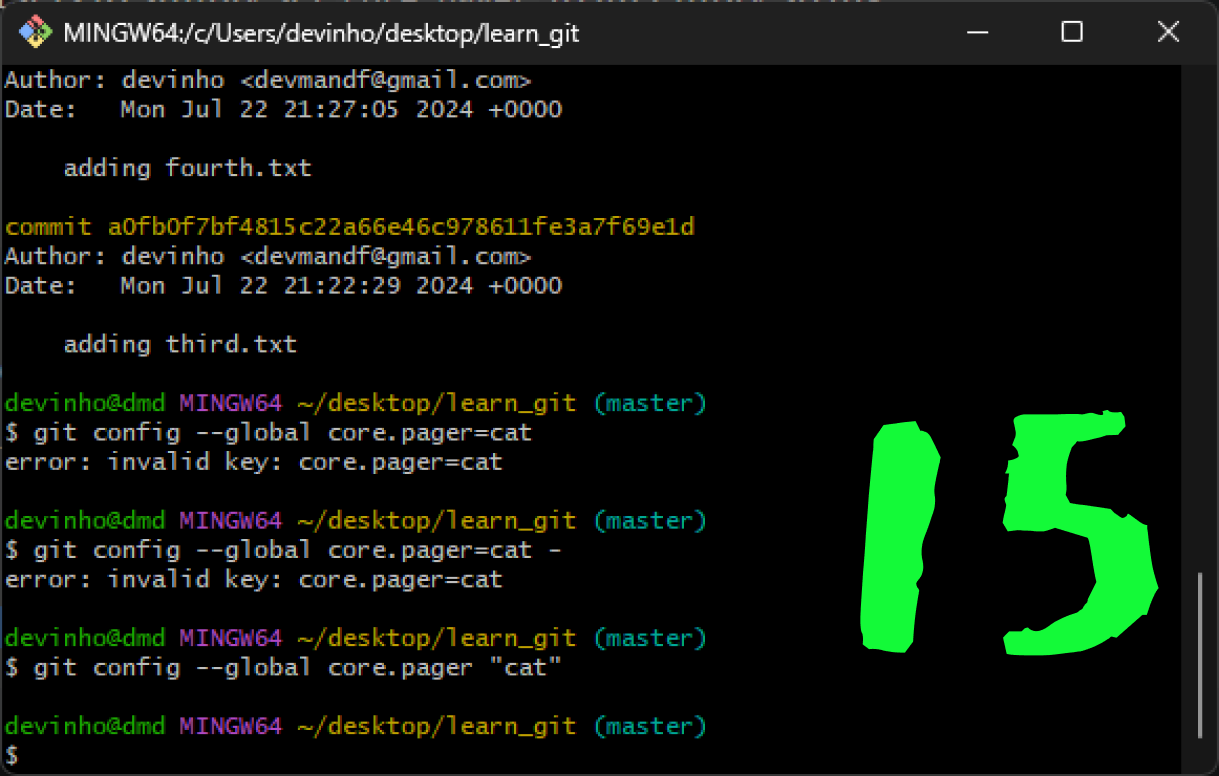 MINGW64:/c/Users/devinho/desktop/learn_git
Author: devinho <devmandf@gmail.com>
Date:   Mon Jul 22 21:27:05 2024 +0000
adding fourth.txt
commit a0fb0f7bf4815c22a66e46c978611fe3a7f69e1d
Author: devinho <devmandf@gmail.com>
Date:   Mon Jul 22 21:22:29 2024 +0000
adding third.txt
devinho@dmd MINGW64 ~/desktop/learn_git (master)
$ git config --global core.pager=cat
error: invalid key: core.pager=cat
devinho@dmd MINGW64 ~/desktop/learn_git (master)
$ git config --global core.pager=cat -
error: invalid key: core.pager=cat
devinho@dmd MINGW64 ~/desktop/learn_git (master)
$ git config --global core.pager "cat"
devinho@dmd MINGW64 ~/desktop/learn_git (master)
$
15